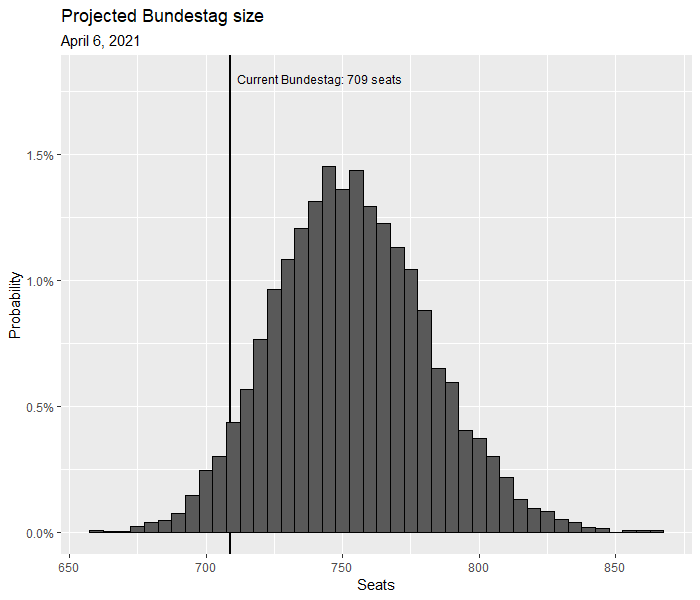 Projected Bundestag size
April 6, 2021
Current Bundestag: 709 seats
1.5%
1.0%
0.5%
0.0%
Probability
650 700 750 800 850
Seats